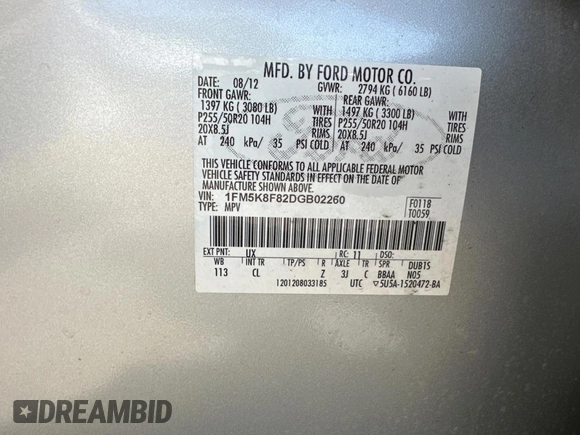 MFD. BY FORD MOTOR CO.
DATE: 08/12 GVWR: 2794 KG ( 6160 LB)
FRONT GAWR: REAR GAWR:
1397 KG ( 3080 LB) 1497 KG ( 3300 LB)
P255/50R20 104H WITH TIRES P255/50R20 104H WITH TIRES
20X8.5J RIMS 20X8.5J RIMS
AT 240 kPa/ 35 PSI COLD AT 240 kPa/ 35 PSI COLD
THIS VEHICLE CONFORMS TO ALL APPLICABLE FEDERAL MOTOR
VEHICLE SAFETY STANDARDS IN EFFECT ON THE DATE OF
MANUFACTURE SHOWN ABOVE.
VIN: 1FM5K8F82DGB02260 F0118
TYPE: MPV T0059
EXT PNT: UX RC: 11 DSO:
WB INT TR TP/PS R AXLE TR SPR DUB1S
113 CL Z 3J C BBAA N05
1201208033185 UTC ▽5U5A-1520472-BA
DREAMBID